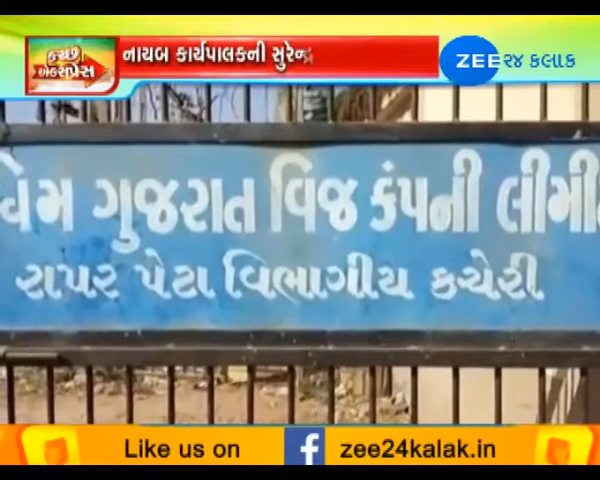 કચ્છી
એક્સપ્રેસ
નાયબ કાર્યપાલકની સુરેન્દ્ર
ZEE ૨૪ કલાક
ગુજરાત વિજ કંપની
રાપર પેટા વિભાગીય કચેરી
Like us on f zee24kalak.in